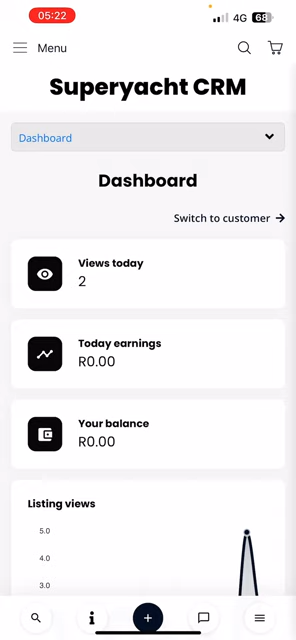 05:22
4G 68
Menu
Superyacht CRM
Dashboard
Dashboard
Switch to customer
Views today
2
Today earnings
R0.00
Your balance
R0.00
Listing views
5.0
4.0
3.0